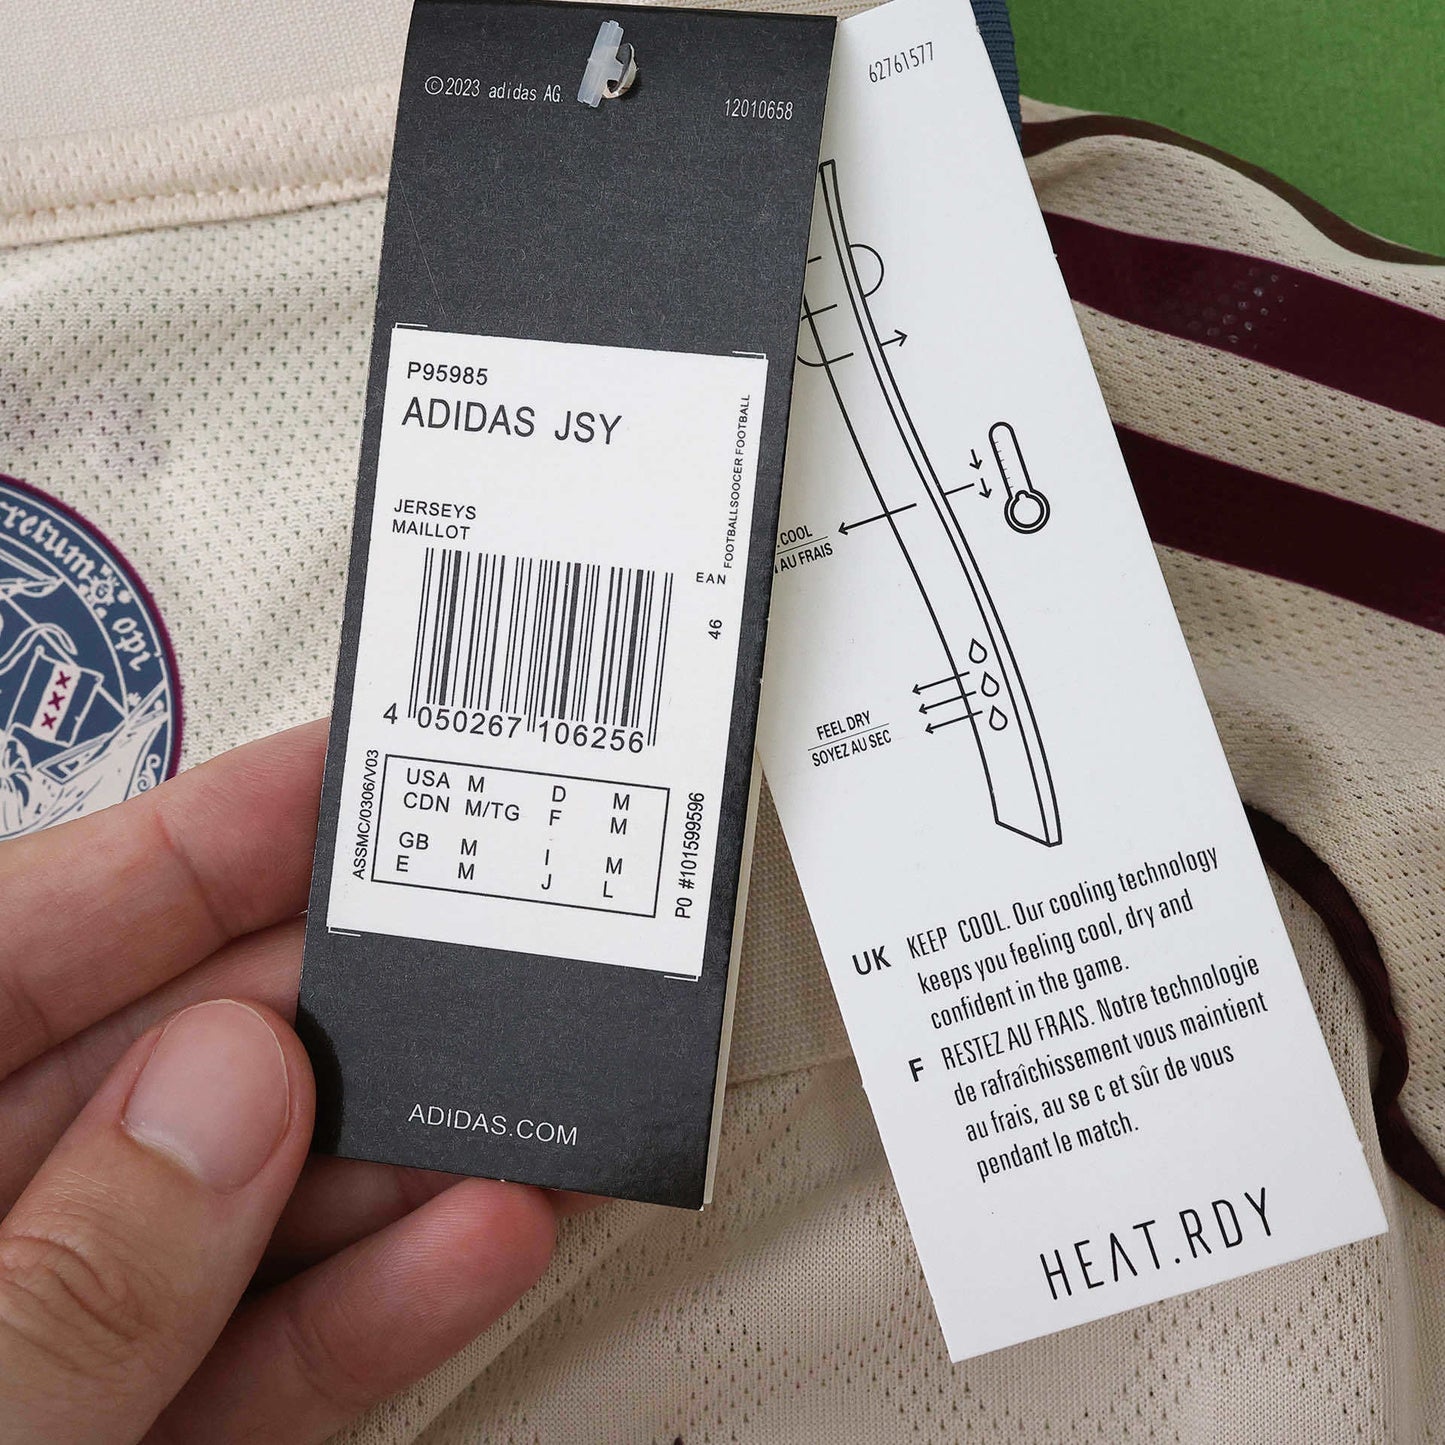 ©2023 adidas AG.
12010658
P95985
ADIDAS JSY
FOOTBALLSOOCER FOOTBALL
JERSEYS
MAILLOT
EAN
46
4 050267 106256
ASSMC/0306/V03
USA M D M
CDN M/TG F M
GB M I M
E M J L
PO #101599596
ADIDAS.COM
62761577
COOL
AU FRAIS
FEEL DRY
SOYEZ AU SEC
UK KEEP COOL. Our cooling technology
keeps you feeling cool, dry and
confident in the game.
F RESTEZ AU FRAIS. Notre technologie
de rafraîchissement vous maintient
au frais, au se c et sûr de vous
pendant le match.
HEAT.RDY
opi
XXX